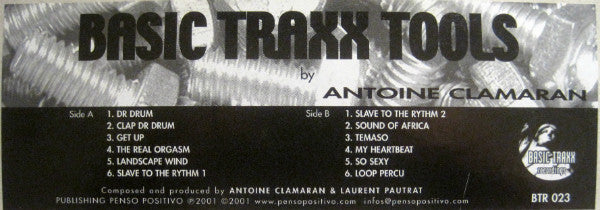 BASIC TRAXX TOOLS
by
ANTOINE CLAMARAN
Side A
1. DR DRUM
2. CLAP DR DRUM
3. GET UP
4. THE REAL ORGASM
5. LANDSCAPE WIND
6. SLAVE TO THE RYTHM 1
Side B
1. SLAVE TO THE RYTHM 2
2. SOUND OF AFRICA
3. TEMASO
4. MY HEARTBEAT
5. SO SEXY
6. LOOP PERCU
BASIC TRAXX
recordings
Composed and produced by ANTOINE CLAMARAN & LAURENT PAUTRAT
PUBLISHING PENSO POSITIVO ℗2001 ©2001 www.pensopositivo.com infos@pensopositivo.com
BTR 023